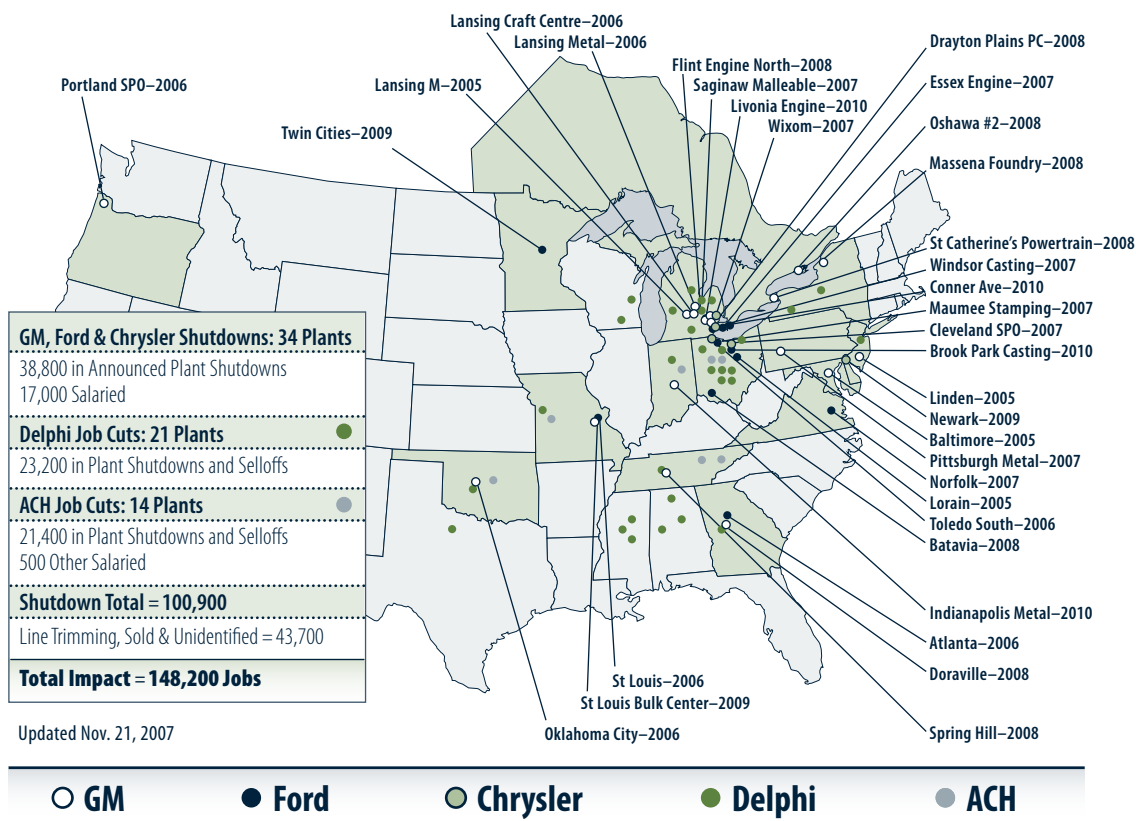 Lansing Craft Centre–2006
Lansing Metal–2006
Drayton Plains PC–2008
Flint Engine North–2008
Portland SPO–2006
Lansing M–2005
Saginaw Malleable–2007
Essex Engine–2007
Livonia Engine–2010
Wixom–2007
Oshawa #2–2008
Twin Cities–2009
Massena Foundry–2008
St Catherine's Powertrain–2008
Windsor Casting–2007
Conner Ave–2010
Maumee Stamping–2007
Cleveland SPO–2007
Brook Park Casting–2010
Linden–2005
Newark–2009
Baltimore–2005
Pittsburgh Metal–2007
Norfolk–2007
Lorain–2005
Toledo South–2006
Batavia–2008
Indianapolis Metal–2010
Atlanta–2006
Doraville–2008
Spring Hill–2008
St Louis–2006
St Louis Bulk Center–2009
Oklahoma City–2006
GM, Ford & Chrysler Shutdowns: 34 Plants
38,800 in Announced Plant Shutdowns
17,000 Salaried
Delphi Job Cuts: 21 Plants
23,200 in Plant Shutdowns and Selloffs
ACH Job Cuts: 14 Plants
21,400 in Plant Shutdowns and Selloffs
500 Other Salaried
Shutdown Total = 100,900
Line Trimming, Sold & Unidentified = 43,700
Total Impact = 148,200 Jobs
Updated Nov. 21, 2007
GM
Ford
Chrysler
Delphi
ACH